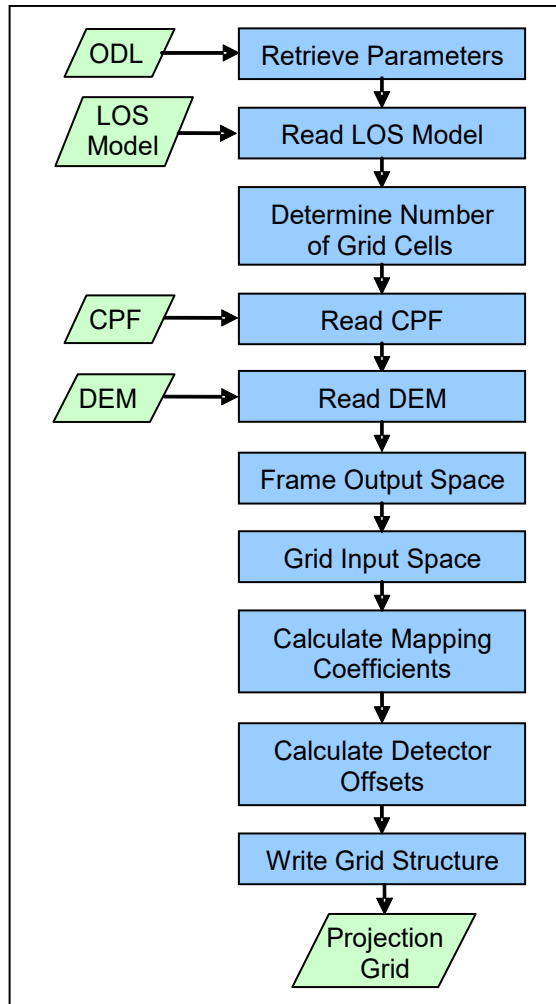 ODL
Retrieve Parameters
LOS
Model
Read LOS Model
Determine Number
of Grid Cells
CPF
Read CPF
DEM
Read DEM
Frame Output Space
Grid Input Space
Calculate Mapping
Coefficients
Calculate Detector
Offsets
Write Grid Structure
Projection
Grid